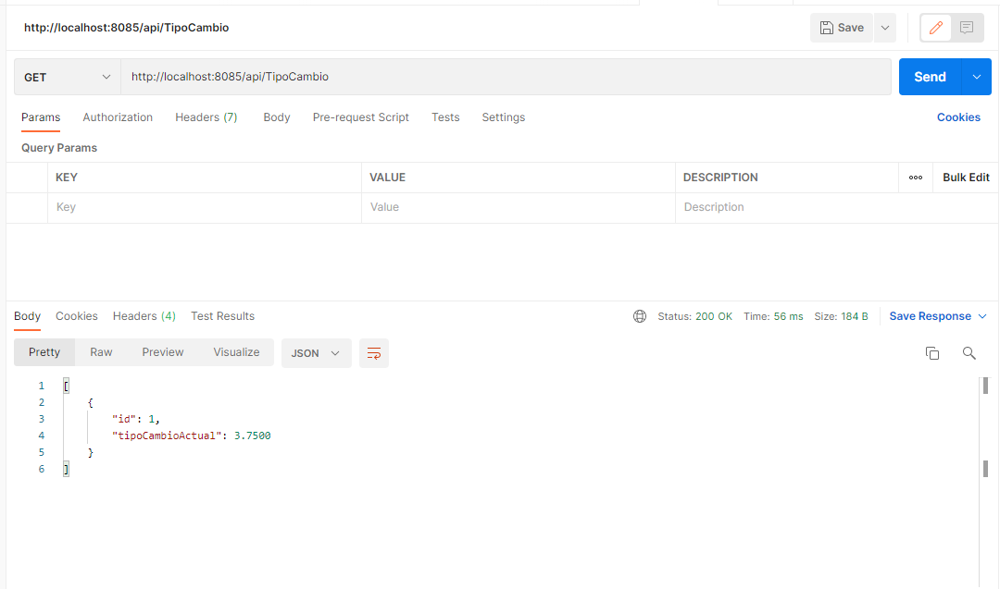 http://localhost:8085/api/TipoCambio Save
GET http://localhost:8085/api/TipoCambio Send
Params Authorization Headers (7) Body Pre-request Script Tests Settings Cookies
Query Params
KEY VALUE DESCRIPTION ooo Bulk Edit
Key Value Description
Body Cookies Headers (4) Test Results Status: 200 OK Time: 56 ms Size: 184 B Save Response
Pretty Raw Preview Visualize JSON
1 [
2 {
3 "id": 1,
4 "tipoCambioActual": 3.7500
5 }
6 ]